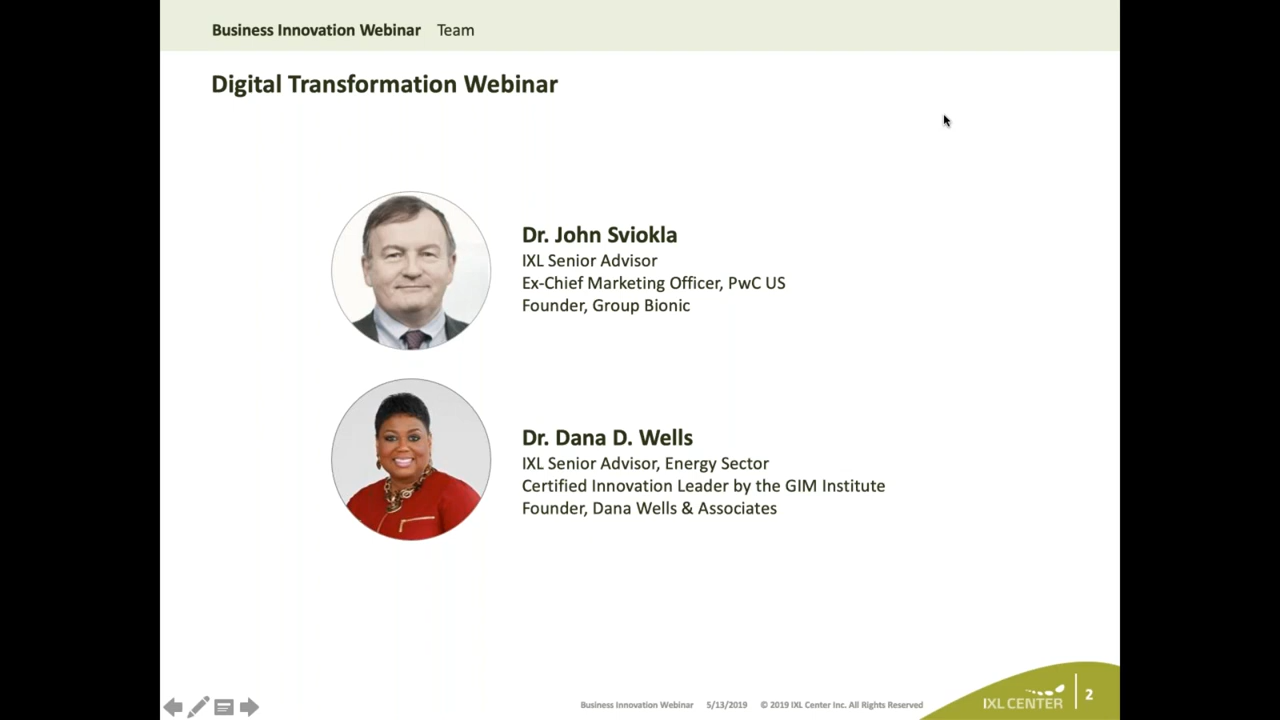 Business Innovation Webinar Team
Digital Transformation Webinar
Dr. John Sviokla
IXL Senior Advisor
Ex-Chief Marketing Officer, PwC US
Founder, Group Bionic
Dr. Dana D. Wells
IXL Senior Advisor, Energy Sector
Certified Innovation Leader by the GIM Institute
Founder, Dana Wells & Associates
Business Innovation Webinar 5/13/2019 © 2019 IXL Center Inc. All Rights Reserved
IXL CENTER 2